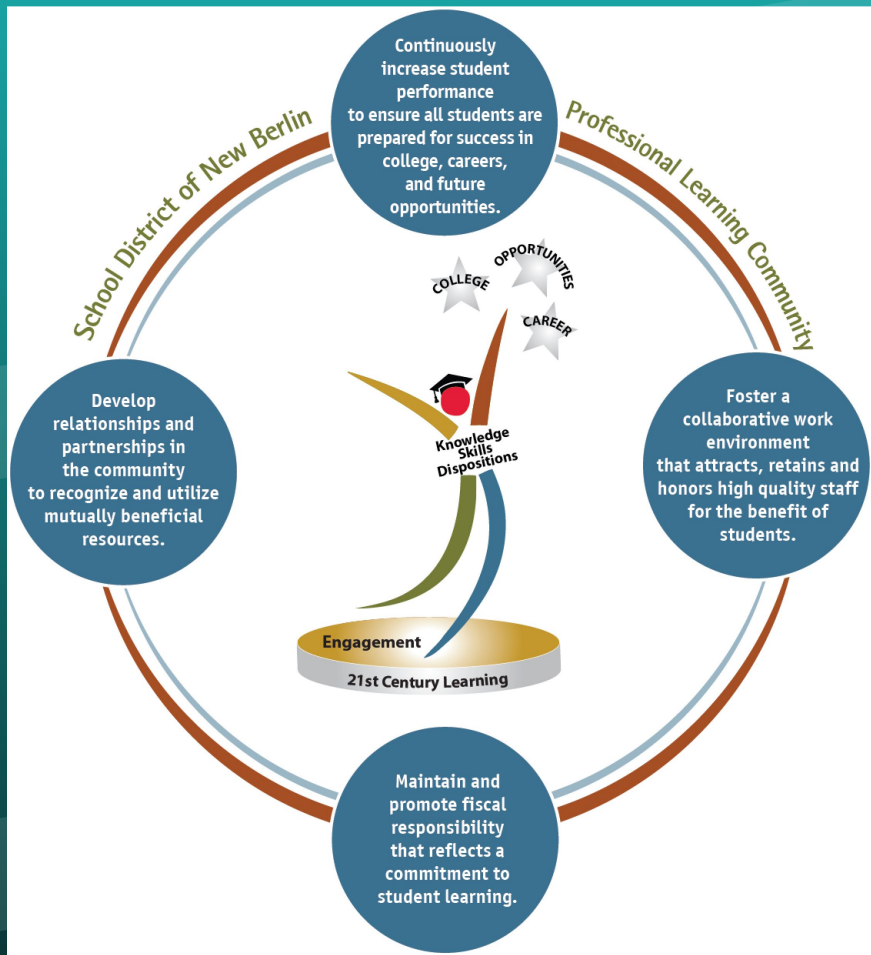 Continuously
increase student
performance
to ensure all students are
prepared for success in
college, careers,
and future
opportunities.
School District of New Berlin
Professional Learning Community
OPPORTUNITIES
COLLEGE
CAREER
Develop
relationships and
partnerships in
the community
to recognize and utilize
mutually beneficial
resources.
Knowledge
Skills
Dispositions
Foster a
collaborative work
environment
that attracts, retains and
honors high quality staff
for the benefit of
students.
Engagement
21st Century Learning
Maintain and
promote fiscal
responsibility
that reflects a
commitment to
student learning.